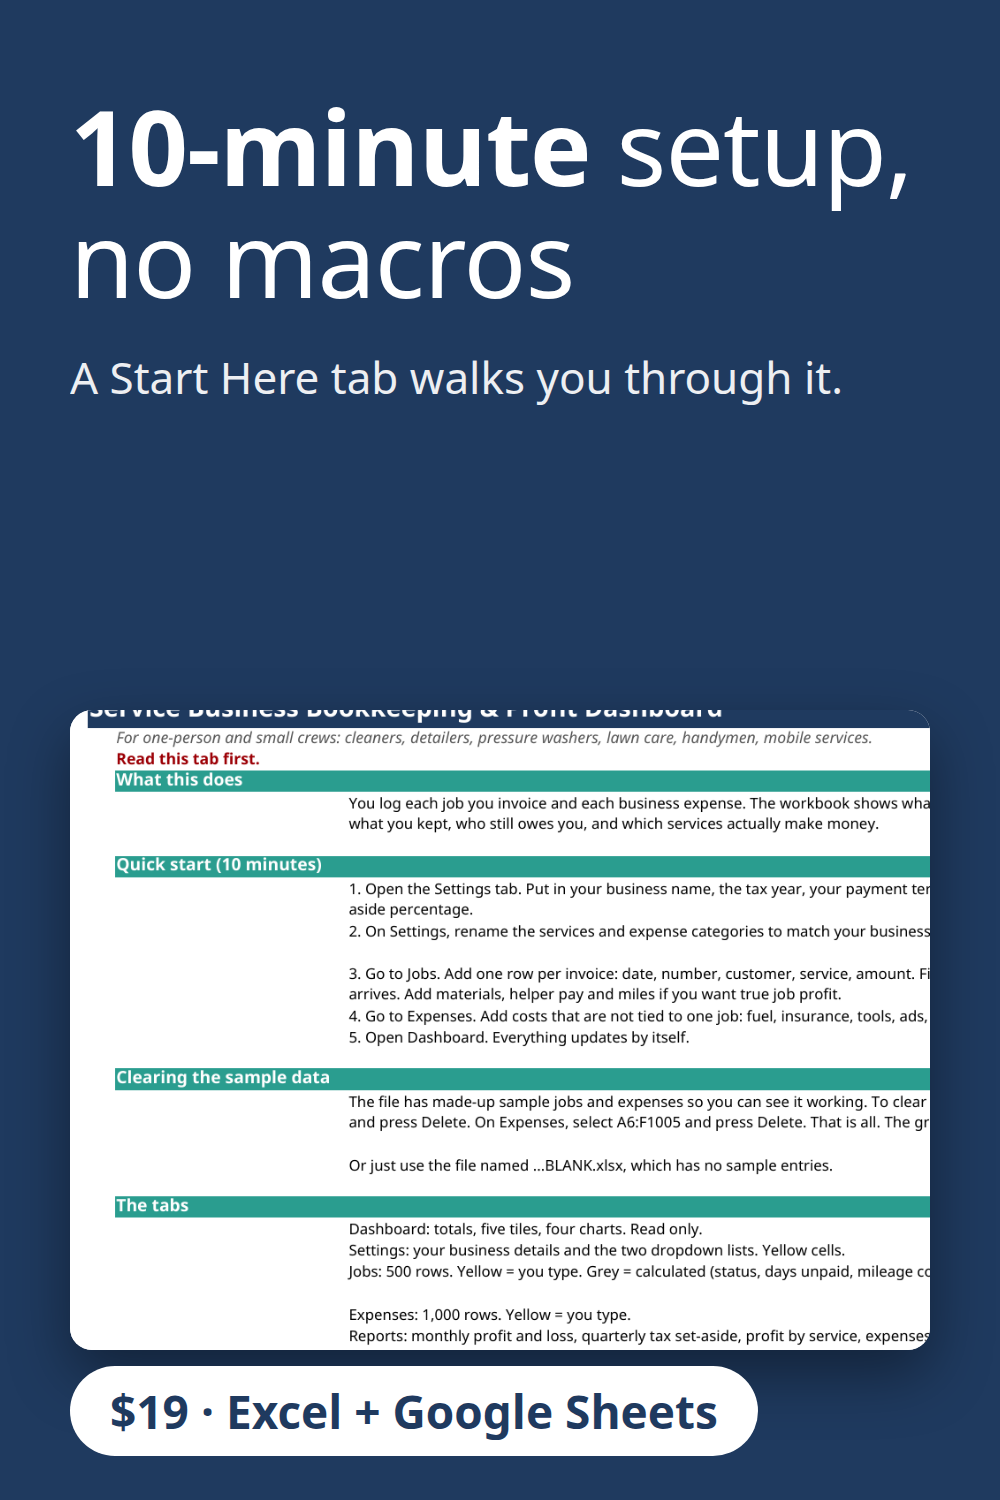 10-minute setup,
no macros
A Start Here tab walks you through it.
Service Business Bookkeeping & Profit Dashboard
For one-person and small crews: cleaners, detailers, pressure washers, lawn care, handymen, mobile services.
Read this tab first.
What this does
You log each job you invoice and each business expense. The workbook shows
what you kept, who still owes you, and which services actually make money.
Quick start (10 minutes)
1. Open the Settings tab. Put in your business name, the tax year, your payment
aside percentage.
2. On Settings, rename the services and expense categories to match your business
3. Go to Jobs. Add one row per invoice: date, number, customer, service, amount.
arrives. Add materials, helper pay and miles if you want true job profit.
4. Go to Expenses. Add costs that are not tied to one job: fuel, insurance, tools, ads,
5. Open Dashboard. Everything updates by itself.
Clearing the sample data
The file has made-up sample jobs and expenses so you can see it working. To clear
and press Delete. On Expenses, select A6:F1005 and press Delete. That is all. The
Or just use the file named ...BLANK.xlsx, which has no sample entries.
The tabs
Dashboard: totals, five tiles, four charts. Read only.
Settings: your business details and the two dropdown lists. Yellow cells.
Jobs: 500 rows. Yellow = you type. Grey = calculated (status, days unpaid, mileage
Expenses: 1,000 rows. Yellow = you type.
Reports: monthly profit and loss, quarterly tax set-aside, profit by service, expenses
$19 · Excel + Google Sheets